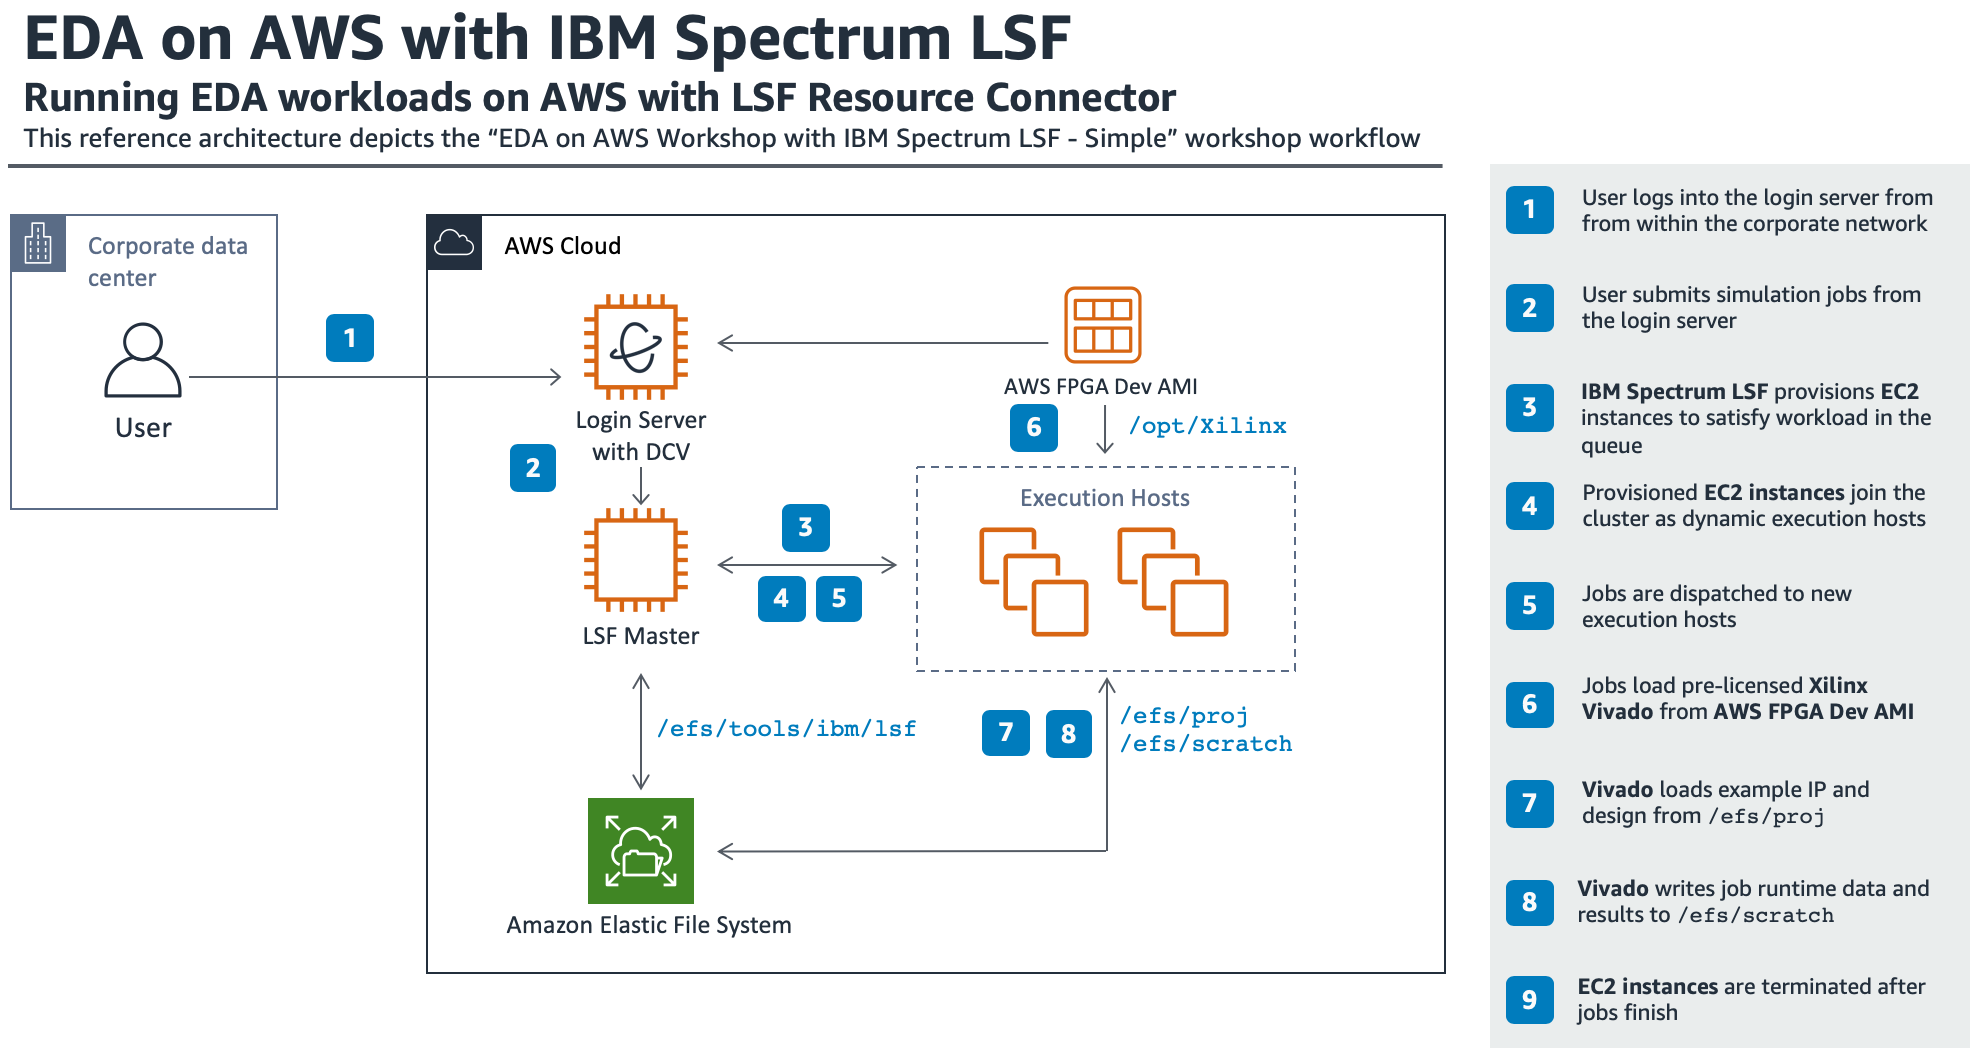 EDA on AWS with IBM Spectrum LSF
Running EDA workloads on AWS with LSF Resource Connector
This reference architecture depicts the “EDA on AWS Workshop with IBM Spectrum LSF - Simple” workshop workflow
Corporate data
center
User
1
AWS Cloud
Login Server
with DCV
2
AWS FPGA Dev AMI
6
/opt/Xilinx
Execution Hosts
3
4
5
LSF Master
/efs/tools/ibm/lsf
7
8
/efs/proj
/efs/scratch
Amazon Elastic File System
1
User logs into the login server from
from within the corporate network
2
User submits simulation jobs from
the login server
3
IBM Spectrum LSF provisions EC2
instances to satisfy workload in the
queue
4
Provisioned EC2 instances join the
cluster as dynamic execution hosts
5
Jobs are dispatched to new
execution hosts
6
Jobs load pre-licensed Xilinx
Vivado from AWS FPGA Dev AMI
7
Vivado loads example IP and
design from /efs/proj
8
Vivado writes job runtime data and
results to /efs/scratch
9
EC2 instances are terminated after
jobs finish